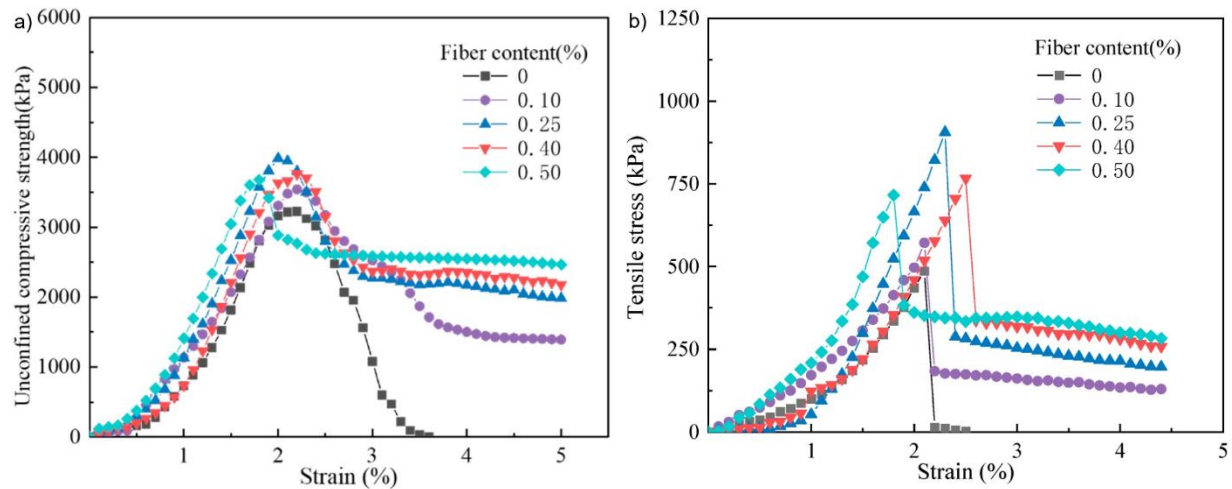 a)
Unconfined compressive strength(kPa)
6000
5000
4000
3000
2000
1000
0
Fiber content(%)
0
0.10
0.25
0.40
0.50
1 2 3 4 5
Strain (%)
b)
Tensile stress (kPa)
1250
1000
750
500
250
0
Fiber content(%)
0
0.10
0.25
0.40
0.50
1 2 3 4 5
Strain (%)